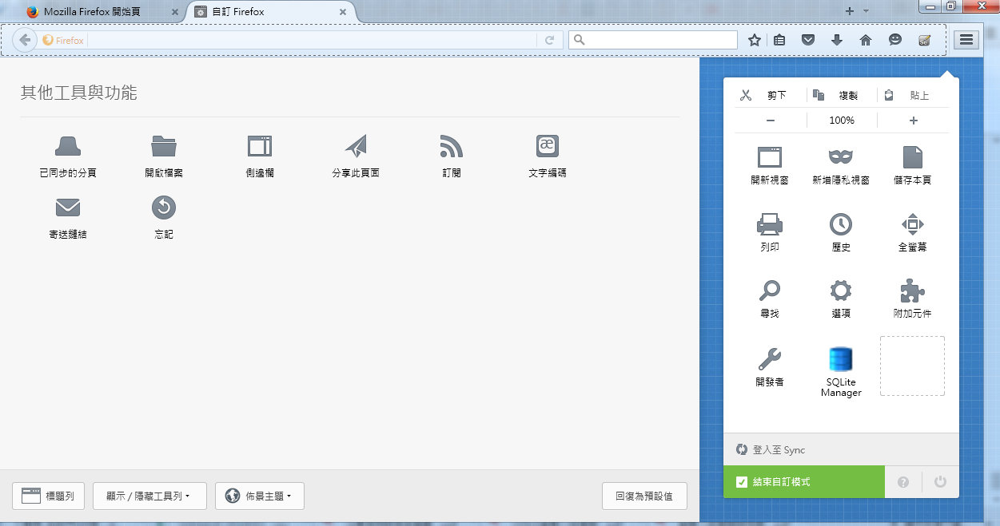 Mozilla Firefox 開始頁
自訂 Firefox
Firefox
其他工具與功能
已同步的分頁
開啟檔案
側邊欄
分享此頁面
訂閱
æ
文字編碼
寄送鏈結
忘記
剪下
複製
貼上
100%
開新視窗
新增隱私視窗
儲存本頁
列印
歷史
全螢幕
尋找
選項
附加元件
開發者
SQLite
Manager
登入至 Sync
結束自訂模式
標題列
顯示 / 隱藏工具列
佈景主題
回復為預設值